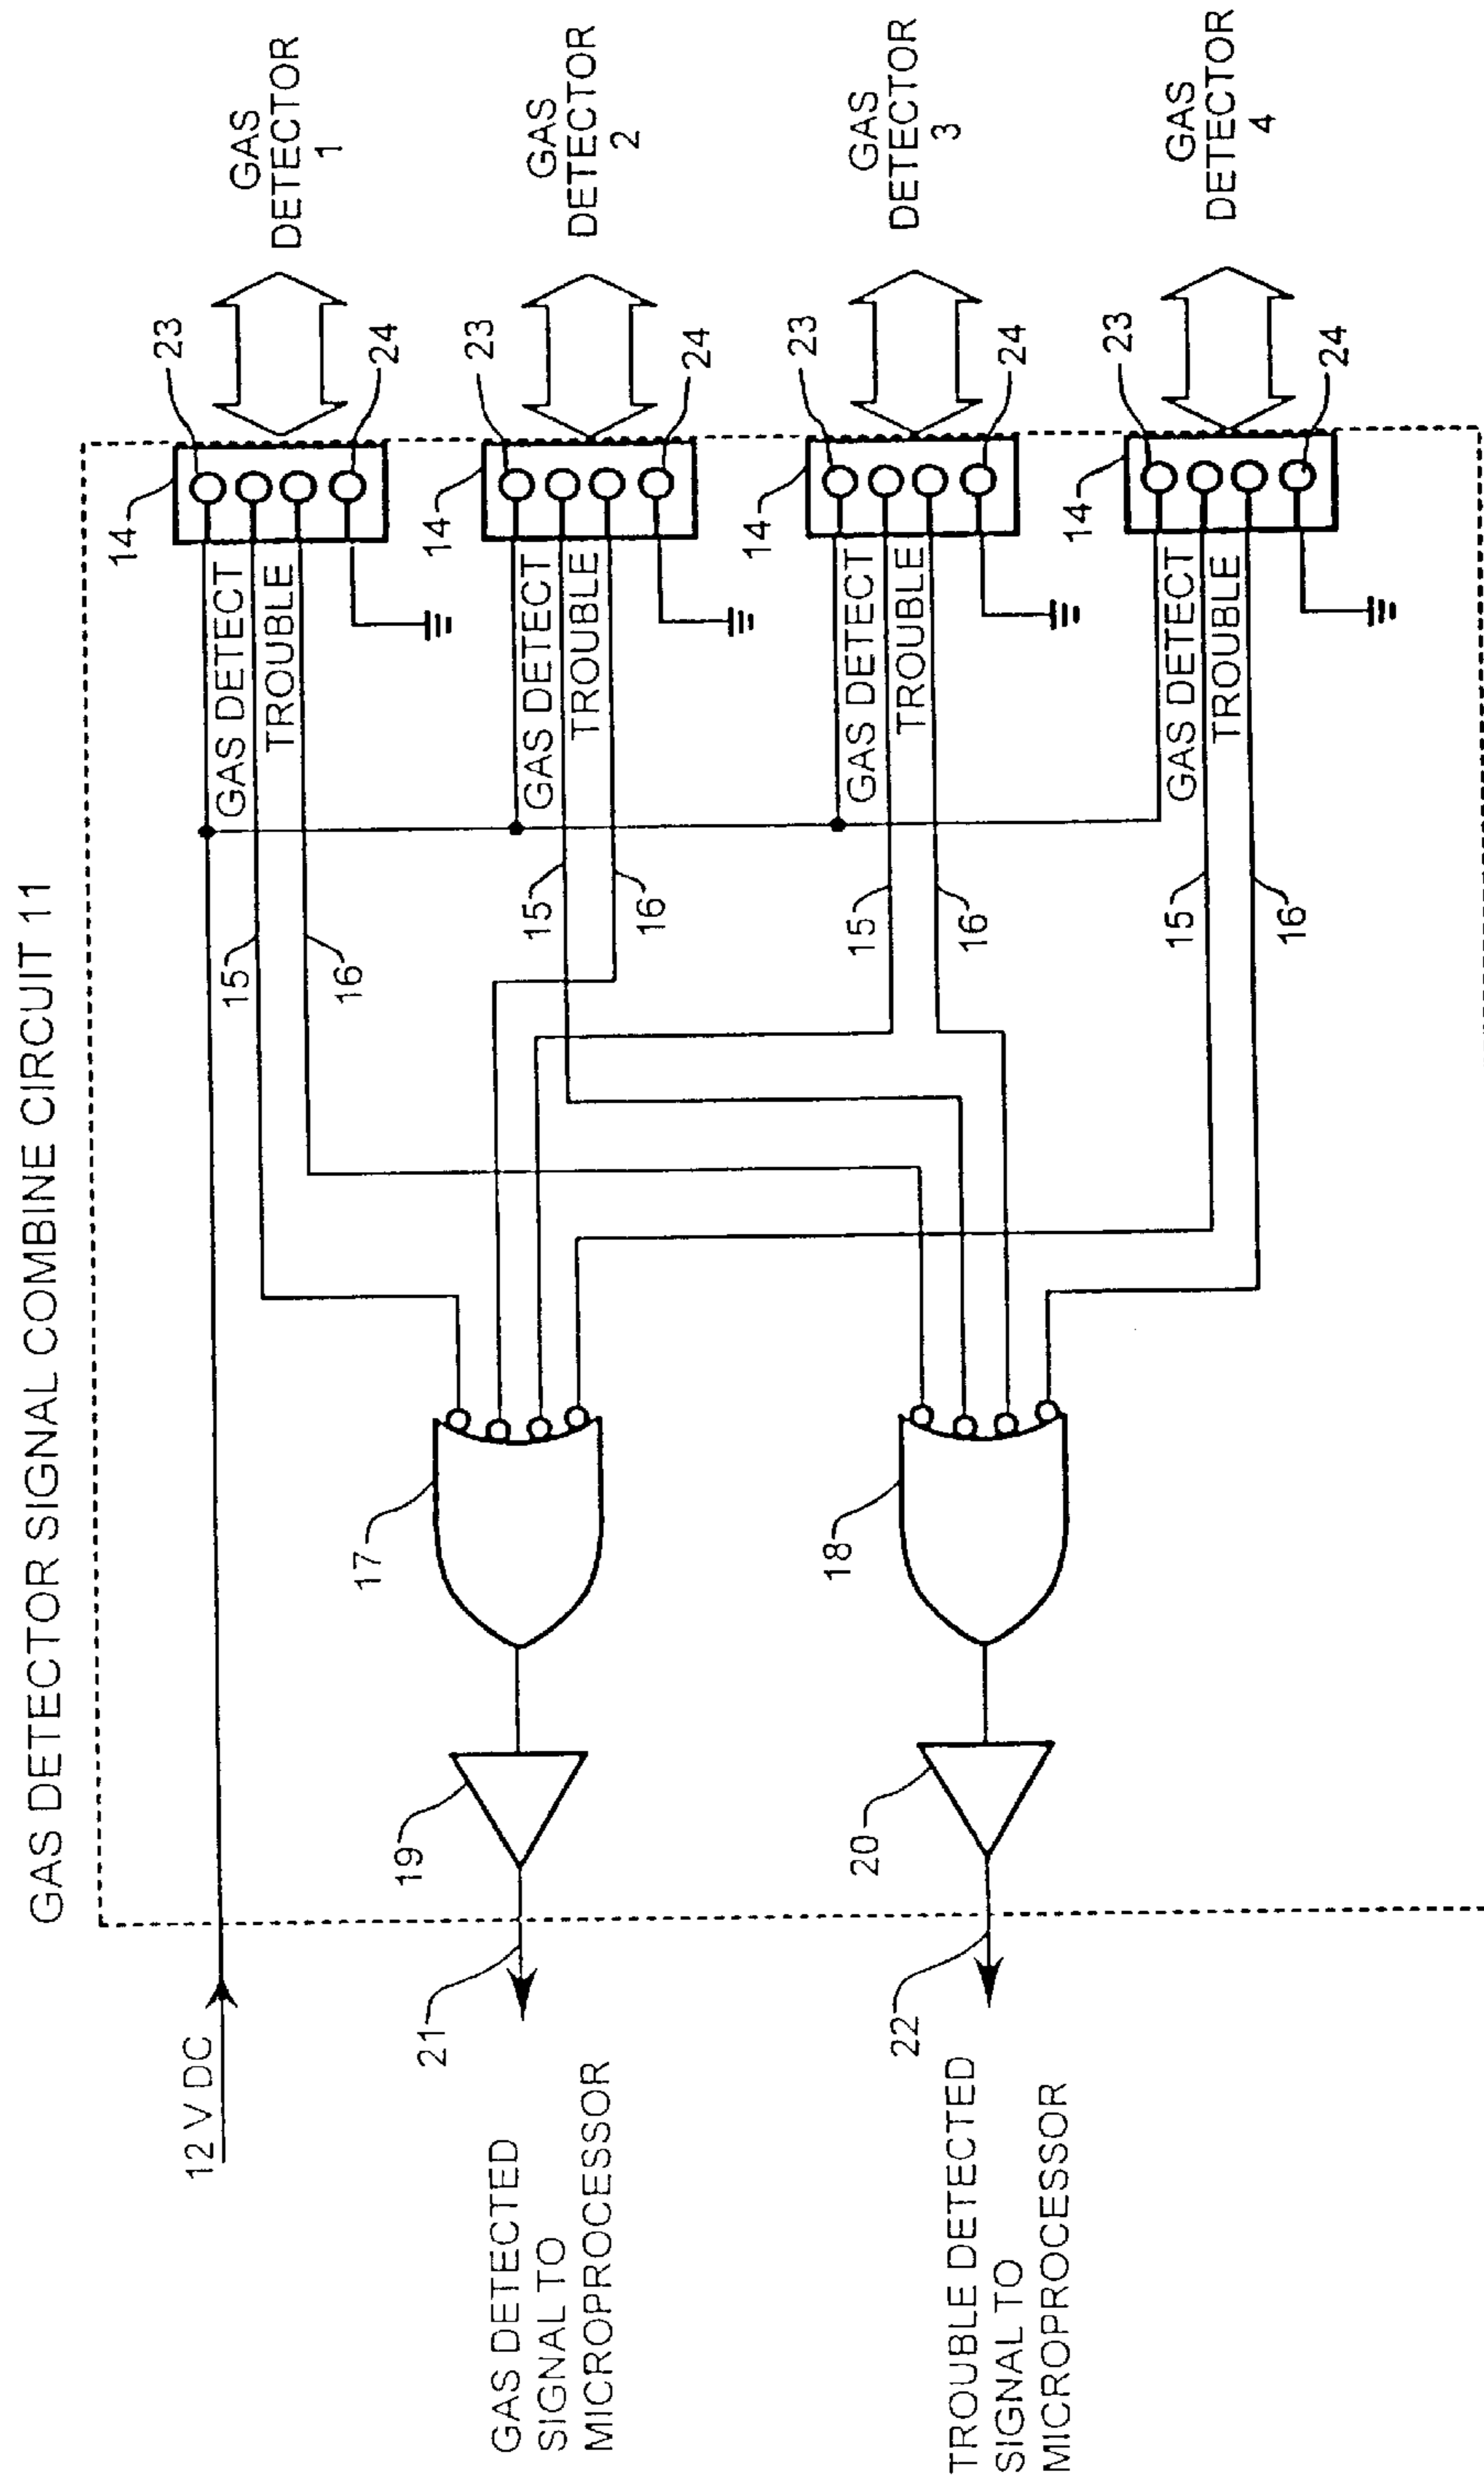 GAS DETECTOR SIGNAL COMBINE CIRCUIT 11
12 V DC
14
23
24
GAS
DETECTOR
1
GAS DETECT
TROUBLE
15
16
14
23
24
GAS
DETECTOR
2
GAS DETECT
TROUBLE
15
16
14
23
24
GAS
DETECTOR
3
GAS DETECT
TROUBLE
15
16
14
23
24
GAS
DETECTOR
4
GAS DETECT
TROUBLE
15
16
17
19
21
GAS DETECTED
SIGNAL TO
MICROPROCESSOR
18
20
22
TROUBLE DETECTED
SIGNAL TO
MICROPROCESSOR